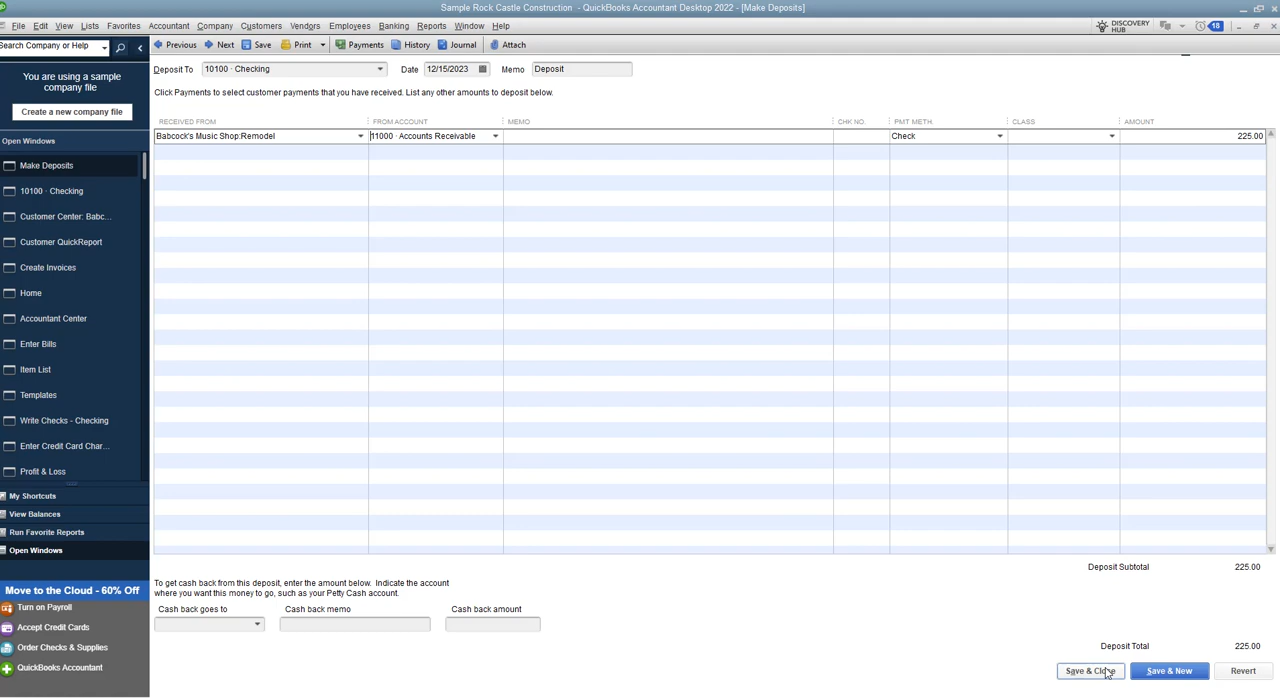 Sample Rock Castle Construction - QuickBooks Accountant Desktop 2022 - [Make Deposits]
File Edit View Lists Favorites Accountant Company Customers Vendors Employees Banking Reports Window Help
DISCOVERY HUB 18
Search Company or Help
Previous Next Save Print Payments History Journal Attach
You are using a sample
company file
Create a new company file
Open Windows
Make Deposits
10100 · Checking
Customer Center: Babc...
Customer QuickReport
Create Invoices
Home
Accountant Center
Enter Bills
Item List
Templates
Write Checks - Checking
Enter Credit Card Char...
Profit & Loss
My Shortcuts
View Balances
Run Favorite Reports
Open Windows
Move to the Cloud - 60% Off
Turn on Payroll
Accept Credit Cards
Order Checks & Supplies
QuickBooks Accountant
Deposit To 10100 · Checking Date 12/15/2023 Memo Deposit
Click Payments to select customer payments that you have received. List any other amounts to deposit below.
RECEIVED FROM FROM ACCOUNT MEMO CHK NO. PMT METH. CLASS AMOUNT
Babcock's Music Shop:Remodel 11000 · Accounts Receivable Check 225.00
Deposit Subtotal 225.00
To get cash back from this deposit, enter the amount below. Indicate the account
where you want this money to go, such as your Petty Cash account.
Cash back goes to Cash back memo Cash back amount
Deposit Total 225.00
Save & Close Save & New Revert